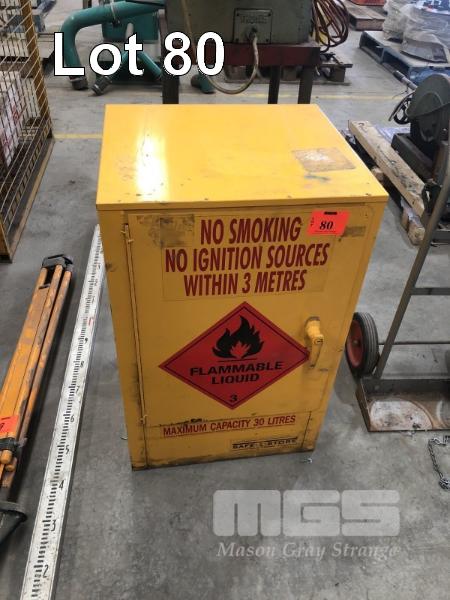 Lot 80
NO SMOKING
80
NO IGNITION SOURCES
WITHIN 3 METRES
FLAMMABLE
LIQUID
3
MAXIMUM CAPACITY 30 LITRES
SAFE-T-STORE
MGS
Mason Gray Strange